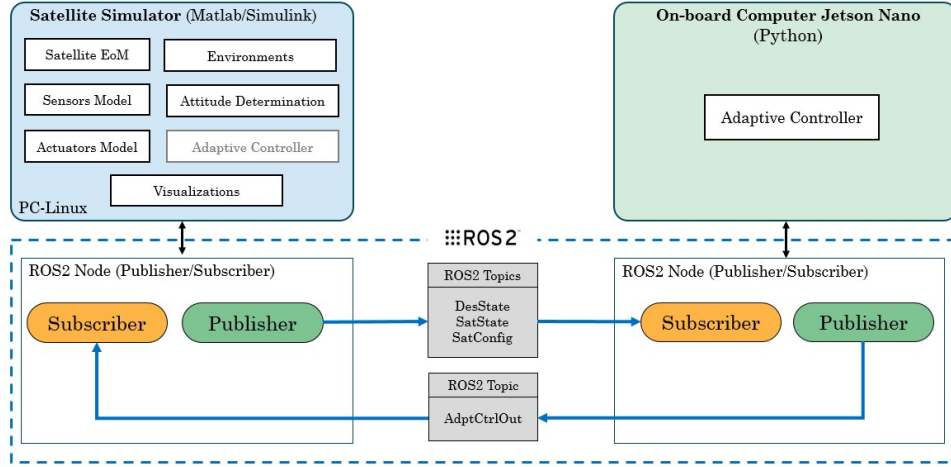 Satellite Simulator (Matlab/Simulink)
Satellite EoM
Environments
Sensors Model
Attitude Determination
Actuators Model
Adaptive Controller
Visualizations
PC-Linux
On-board Computer Jetson Nano
(Python)
Adaptive Controller
ROS2
ROS2 Node (Publisher/Subscriber)
Subscriber
Publisher
ROS2 Topics
DesState
SatState
SatConfig
ROS2 Topic
AdptCtrlOut
ROS2 Node (Publisher/Subscriber)
Subscriber
Publisher